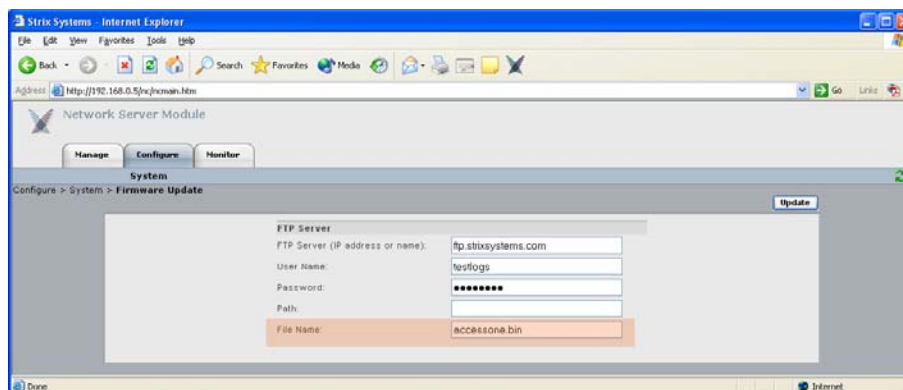 Strix Systems - Internet Explorer
File Edit View Favorites Tools Help
Back Search Favorites Media
Address http://192.168.0.5/nc/ncmain.htm Go Links
Network Server Module
Manage Configure Monitor
System
Configure > System > Firmware Update
Update
FTP Server
FTP Server (IP address or name): ftp.strixsystems.com
User Name: testlogs
Password: ••••••••
Path:
File Name: accessone.bin
Done Internet